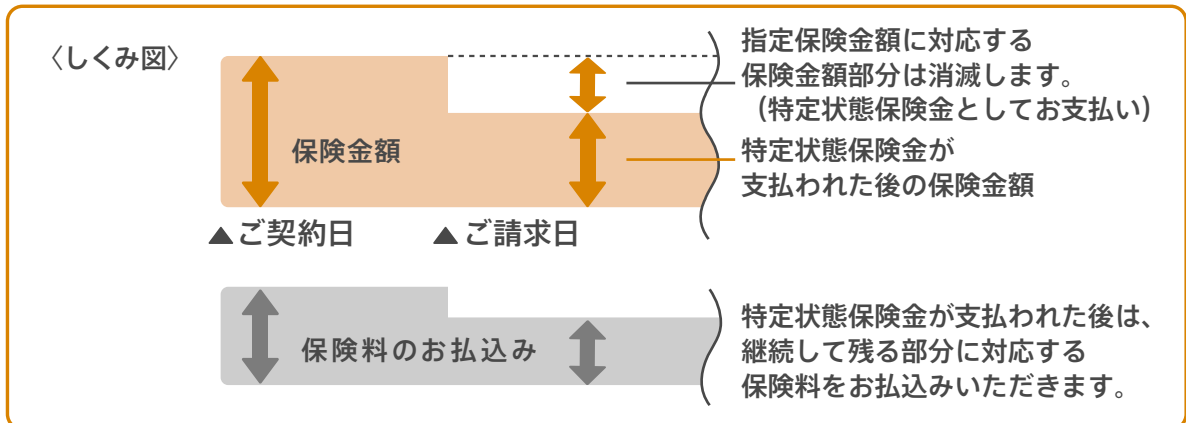 〈しくみ図〉
指定保険金額に対応する
保険金額部分は消滅します。
（特定状態保険金としてお支払い）
保険金額
特定状態保険金が
支払われた後の保険金額
▲ご契約日
▲ご請求日
保険料のお払込み
特定状態保険金が支払われた後は、
継続して残る部分に対応する
保険料をお払込みいただきます。